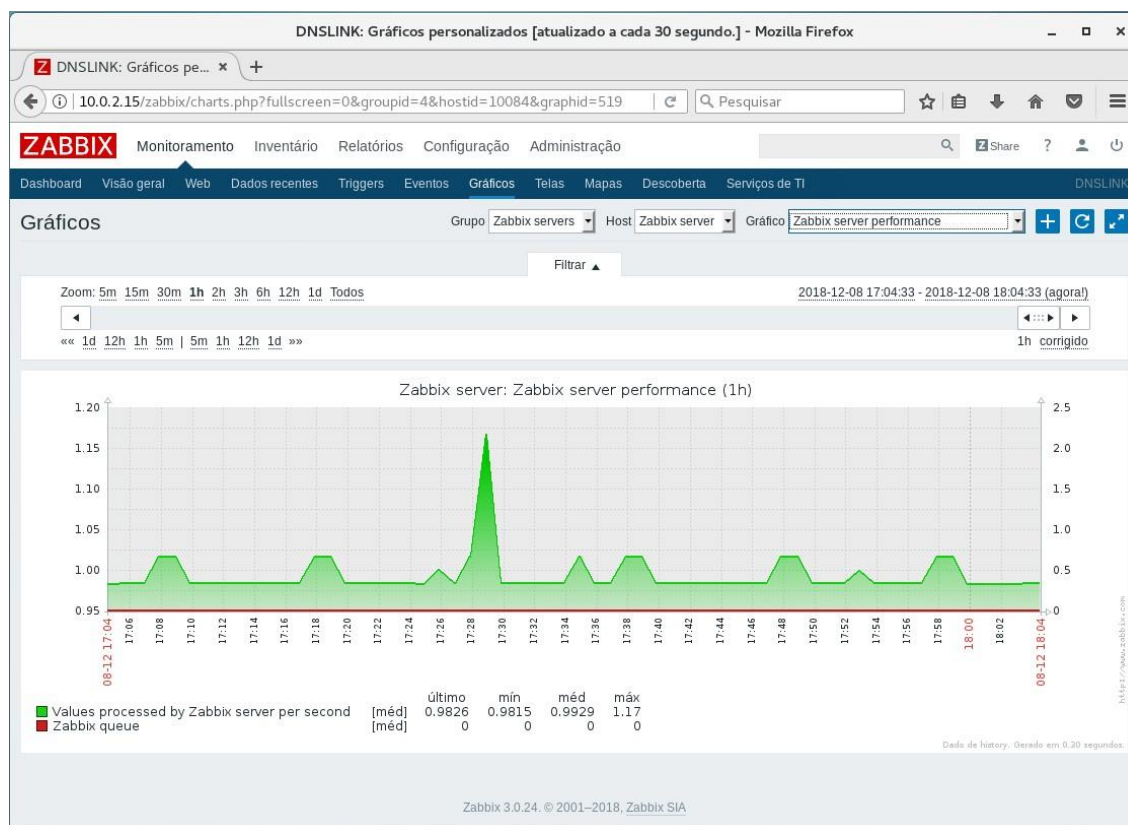 DNSLINK: Gráficos personalizados [atualizado a cada 30 segundo.] - Mozilla Firefox
Z DNSLINK: Gráficos pe... × +
10.0.2.15/zabbix/charts.php?fullscreen=0&groupid=4&hostid=10084&graphid=519 Pesquisar
ZABBIX Monitoramento Inventário Relatórios Configuração Administração Z Share ?
Dashboard Visão geral Web Dados recentes Triggers Eventos Gráficos Telas Mapas Descoberta Serviços de TI DNSLINK
Gráficos Grupo Zabbix servers Host Zabbix server Gráfico Zabbix server performance
Filtrar
Zoom: 5m 15m 30m 1h 2h 3h 6h 12h 1d Todos 2018-12-08 17:04:33 - 2018-12-08 18:04:33 (agora!)
«« 1d 12h 1h 5m | 5m 1h 12h 1d »» 1h corrigido
Zabbix server: Zabbix server performance (1h)
1.20 2.5
1.15 2.0
1.10 1.5
1.05 1.0
1.00 0.5
0.95 0
08-12 17:04 17:06 17:08 17:10 17:12 17:14 17:16 17:18 17:20 17:22 17:24 17:26 17:28 17:30 17:32 17:34 17:36 17:38 17:40 17:42 17:44 17:46 17:48 17:50 17:52 17:54 17:56 17:58 18:00 18:02 08-12 18:04
http://www.zabbix.com
último mín méd máx
Values processed by Zabbix server per second [méd] 0.9826 0.9815 0.9929 1.17
Zabbix queue [méd] 0 0 0 0
Dado de history. Gerado em 0.20 segundos.
Zabbix 3.0.24. © 2001–2018, Zabbix SIA